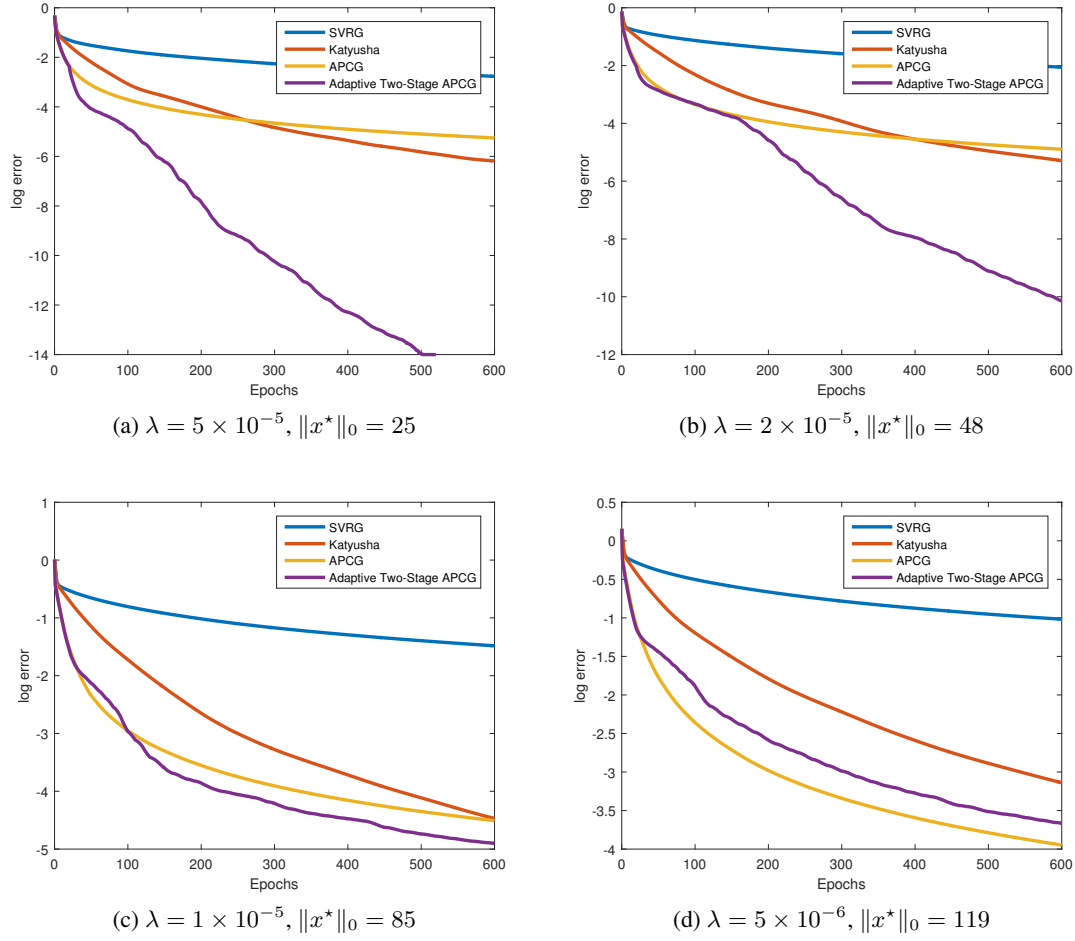 0
-2
-4
-6
-8
-10
-12
-14
log error
0 100 200 300 400 500 600
Epochs
SVRG
Katyusha
APCG
Adaptive Two-Stage APCG
(a) λ = 5 × 10⁻⁵, ‖x⋆‖₀ = 25
0
-2
-4
-6
-8
-10
-12
log error
0 100 200 300 400 500 600
Epochs
SVRG
Katyusha
APCG
Adaptive Two-Stage APCG
(b) λ = 2 × 10⁻⁵, ‖x⋆‖₀ = 48
1
0
-1
-2
-3
-4
-5
log error
0 100 200 300 400 500 600
Epochs
SVRG
Katyusha
APCG
Adaptive Two-Stage APCG
(c) λ = 1 × 10⁻⁵, ‖x⋆‖₀ = 85
0.5
0
-0.5
-1
-1.5
-2
-2.5
-3
-3.5
-4
log error
0 100 200 300 400 500 600
Epochs
SVRG
Katyusha
APCG
Adaptive Two-Stage APCG
(d) λ = 5 × 10⁻⁶, ‖x⋆‖₀ = 119